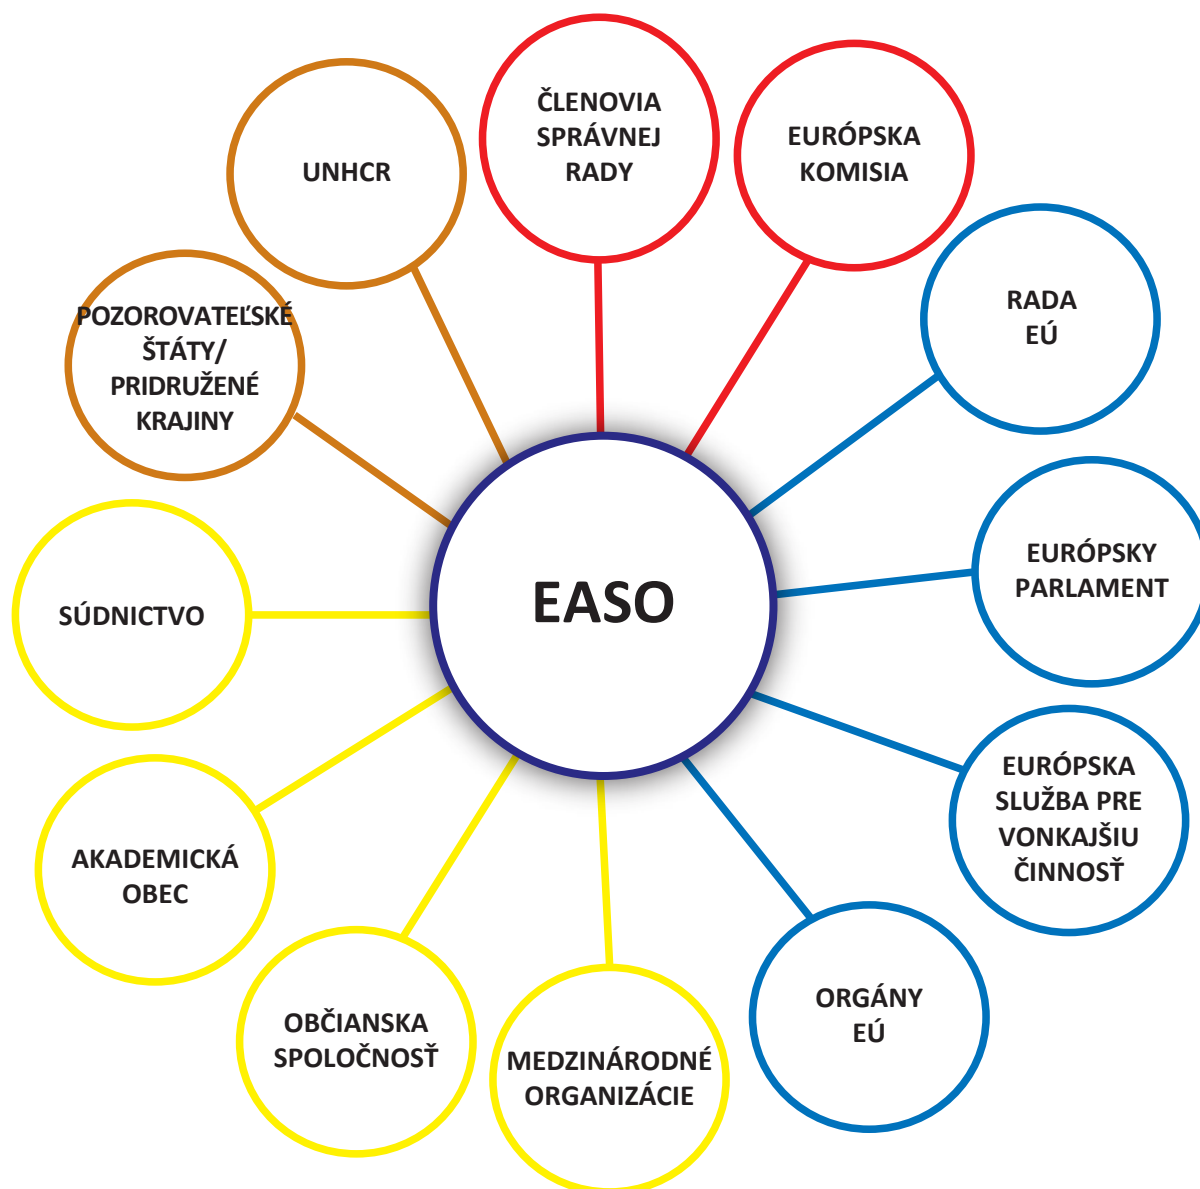 ČLENOVIA
SPRÁVNEJ
RADY
EURÓPSKA
KOMISIA
UNHCR
RADA
EÚ
POZOROVATEĽSKÉ
ŠTÁTY/
PRIDRUŽENÉ
KRAJINY
EURÓPSKY
PARLAMENT
EASO
SÚDNICTVO
EURÓPSKA
SLUŽBA PRE
VONKAJŠIU
ČINNOSŤ
AKADEMICKÁ
OBEC
ORGÁNY
EÚ
OBČIANSKA
SPOLOČNOSŤ
MEDZINÁRODNÉ
ORGANIZÁCIE